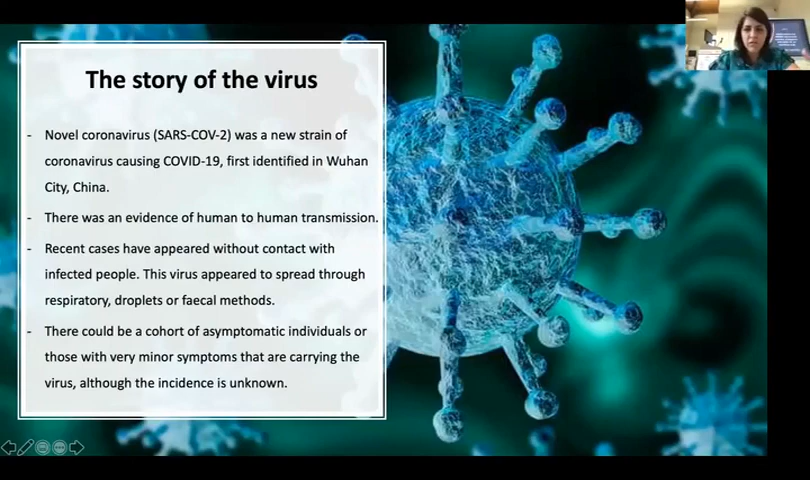 The story of the virus
- Novel coronavirus (SARS-COV-2) was a new strain of
coronavirus causing COVID-19, first identified in Wuhan
City, China.
- There was an evidence of human to human transmission.
- Recent cases have appeared without contact with
infected people. This virus appeared to spread through
respiratory, droplets or faecal methods.
- There could be a cohort of asymptomatic individuals or
those with very minor symptoms that are carrying the
virus, although the incidence is unknown.